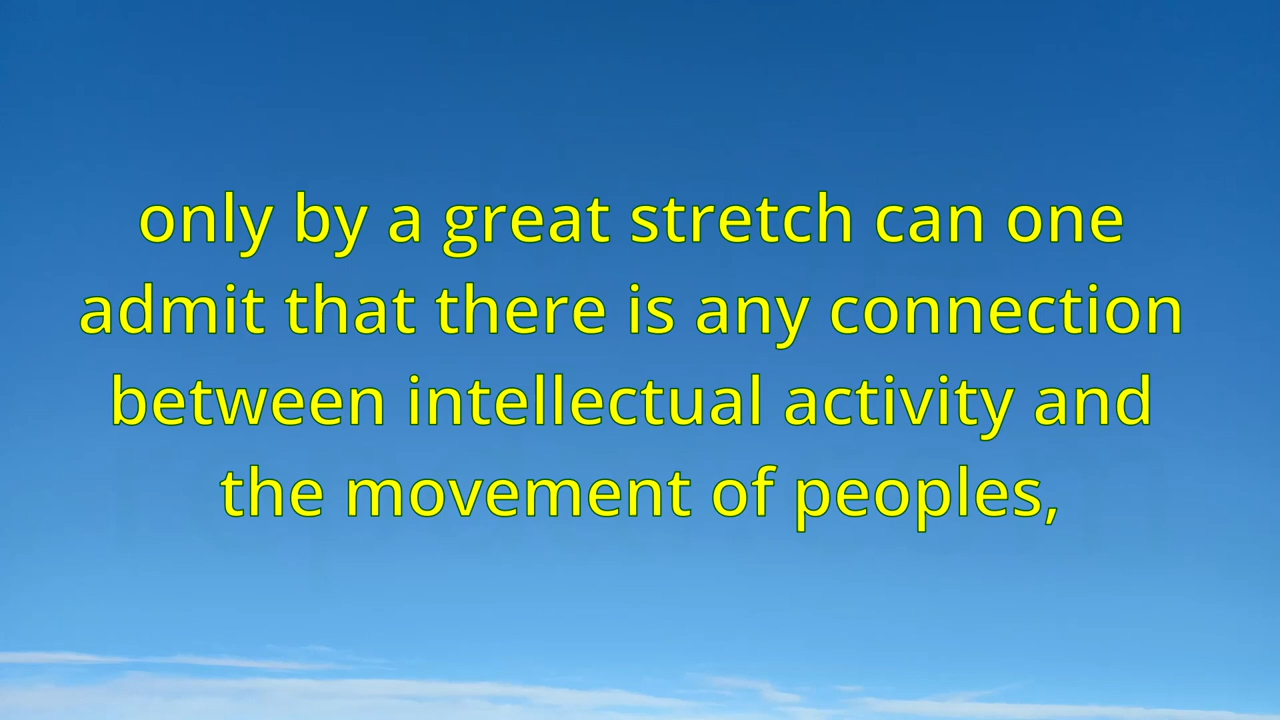 only by a great stretch can one
admit that there is any connection
between intellectual activity and
the movement of peoples,